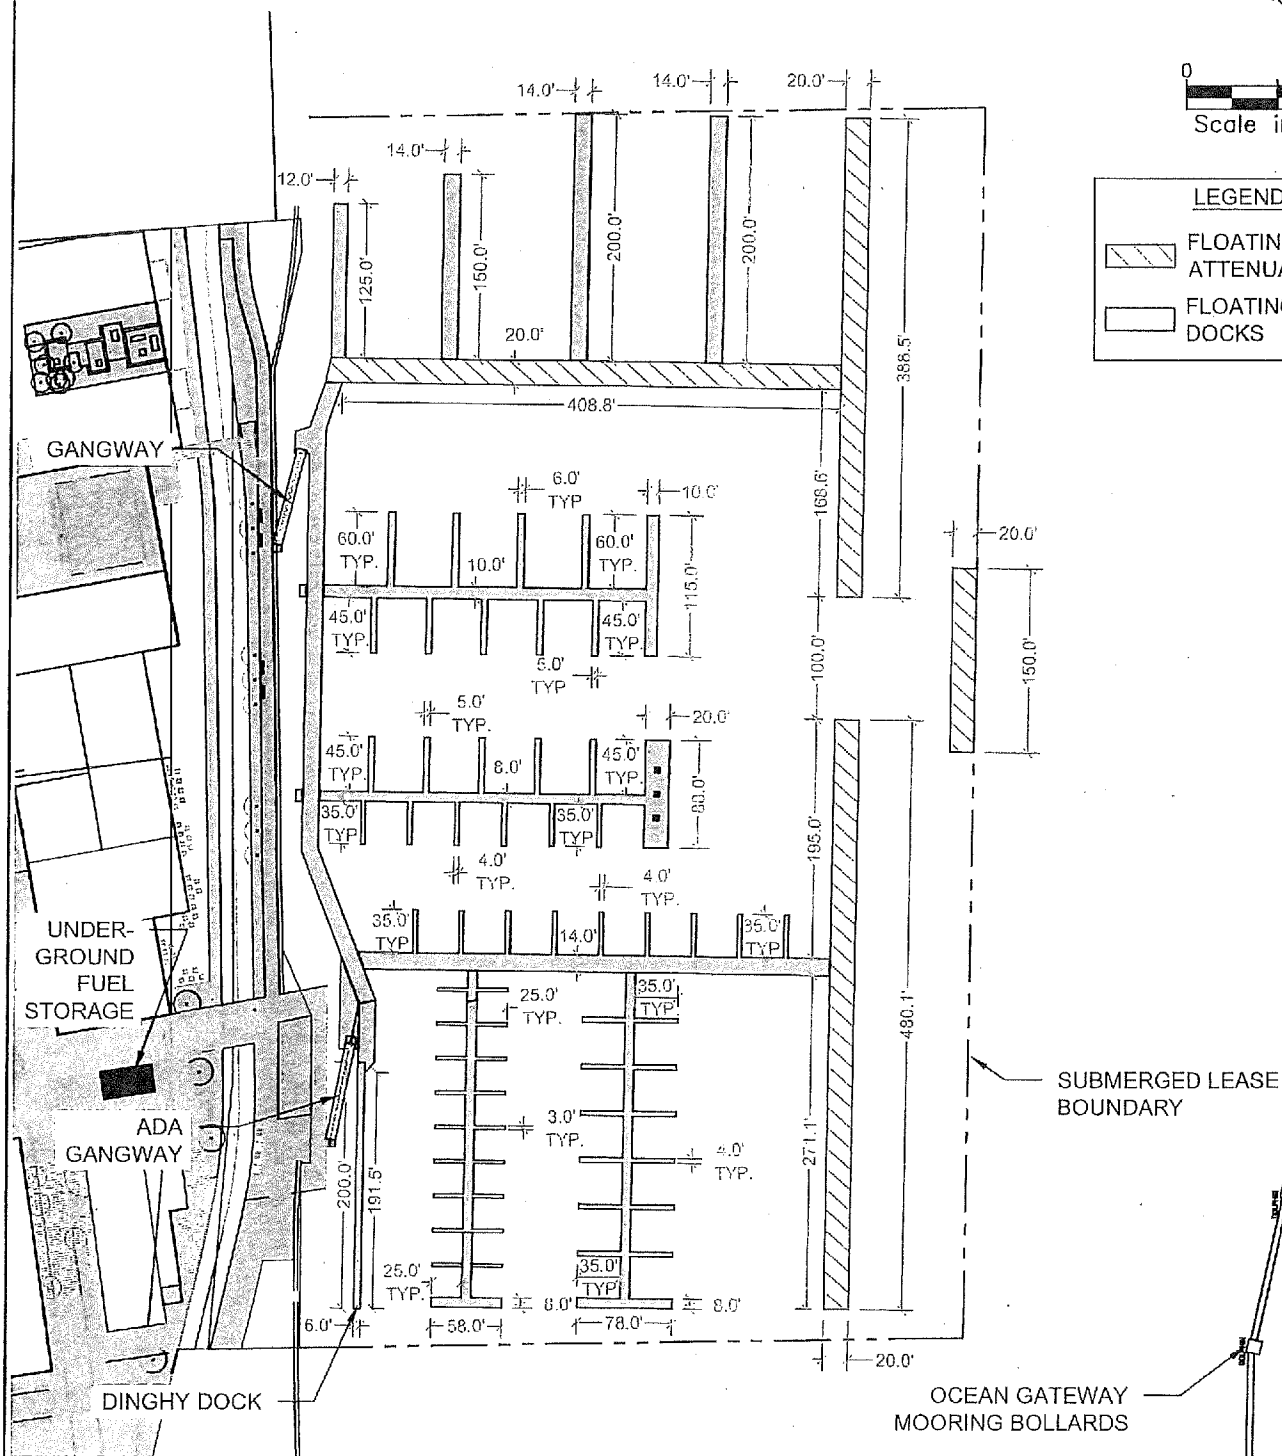 0
Scale
14.0'
14.0'
20.0'
14.0'
12.0'
LEGEND
FLOATING
ATTENUA
FLOATING
DOCKS
125.0'
150.0'
200.0'
200.0'
388.5'
20.0'
408.8'
GANGWAY
6.0'
TYP
10.0'
168.6'
60.0'
TYP.
10.0'
60.0'
TYP.
115.0'
20.0'
45.0'
TYP.
45.0'
TYP.
5.0'
TYP
100.0'
150.0'
5.0'
TYP.
20.0'
45.0'
TYP.
8.0'
45.0'
TYP.
80.0'
35.0'
TYP
35.0'
TYP
195.0'
4.0'
TYP.
4.0'
TYP.
UNDER-
GROUND
FUEL
STORAGE
35.0'
TYP
14.0'
35.0'
TYP
25.0'
TYP.
35.0'
TYP
480.1'
SUBMERGED LEASE
BOUNDARY
ADA
GANGWAY
3.0'
TYP.
4.0'
TYP.
271.1'
200.0'
191.5'
25.0'
TYP.
35.0'
TYP
8.0'
8.0'
6.0'
58.0'
78.0'
20.0'
DINGHY DOCK
OCEAN GATEWAY
MOORING BOLLARDS